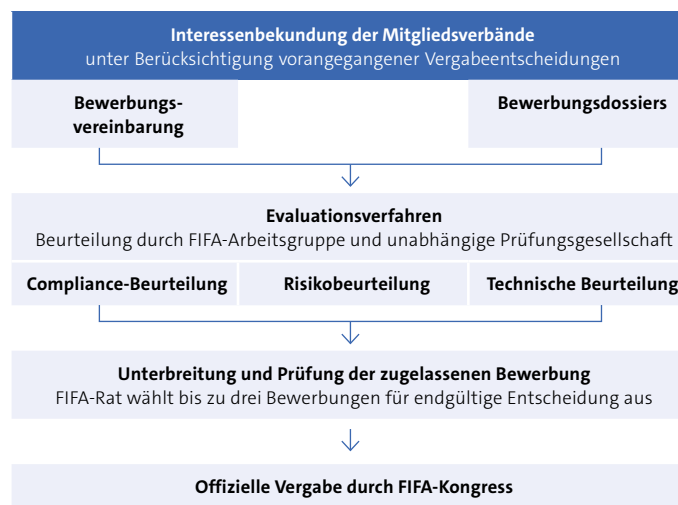 Interessenbekundung der Mitgliedsverbände
unter Berücksichtigung vorangegangener Vergabeentscheidungen
Bewerbungs-
vereinbarung
Bewerbungsdossiers
Evaluationsverfahren
Beurteilung durch FIFA-Arbeitsgruppe und unabhängige Prüfungsgesellschaft
Compliance-Beurteilung
Risikobeurteilung
Technische Beurteilung
Unterbreitung und Prüfung der zugelassenen Bewerbung
FIFA-Rat wählt bis zu drei Bewerbungen für endgültige Entscheidung aus
Offizielle Vergabe durch FIFA-Kongress